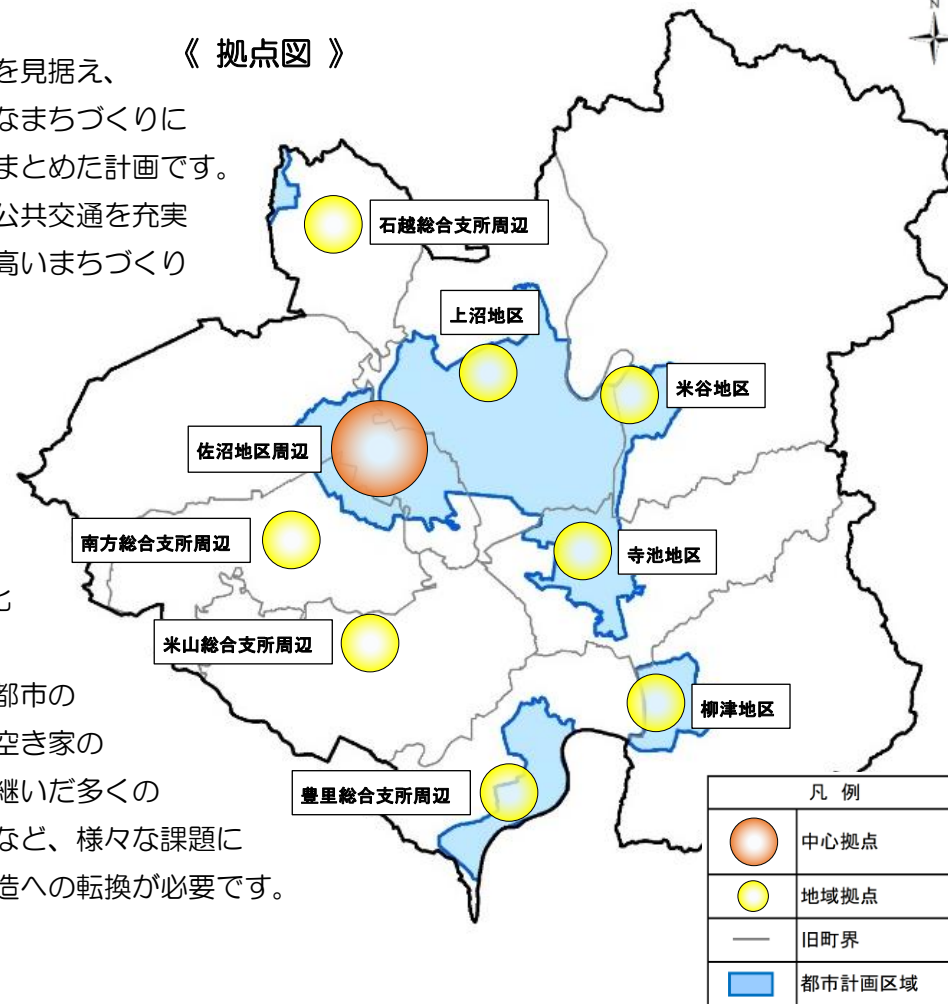 《 拠点図 》
を見据え、
なまちづくりに
まとめた計画です。
公共交通を充実
高いまちづくり
N
石越総合支所周辺
上沼地区
米谷地区
佐沼地区周辺
南方総合支所周辺
寺池地区
米山総合支所周辺
柳津地区
豊里総合支所周辺
都市の
空き家の
継いだ多くの
など、様々な課題に
造への転換が必要です。
凡 例
中心拠点
地域拠点
旧町界
都市計画区域